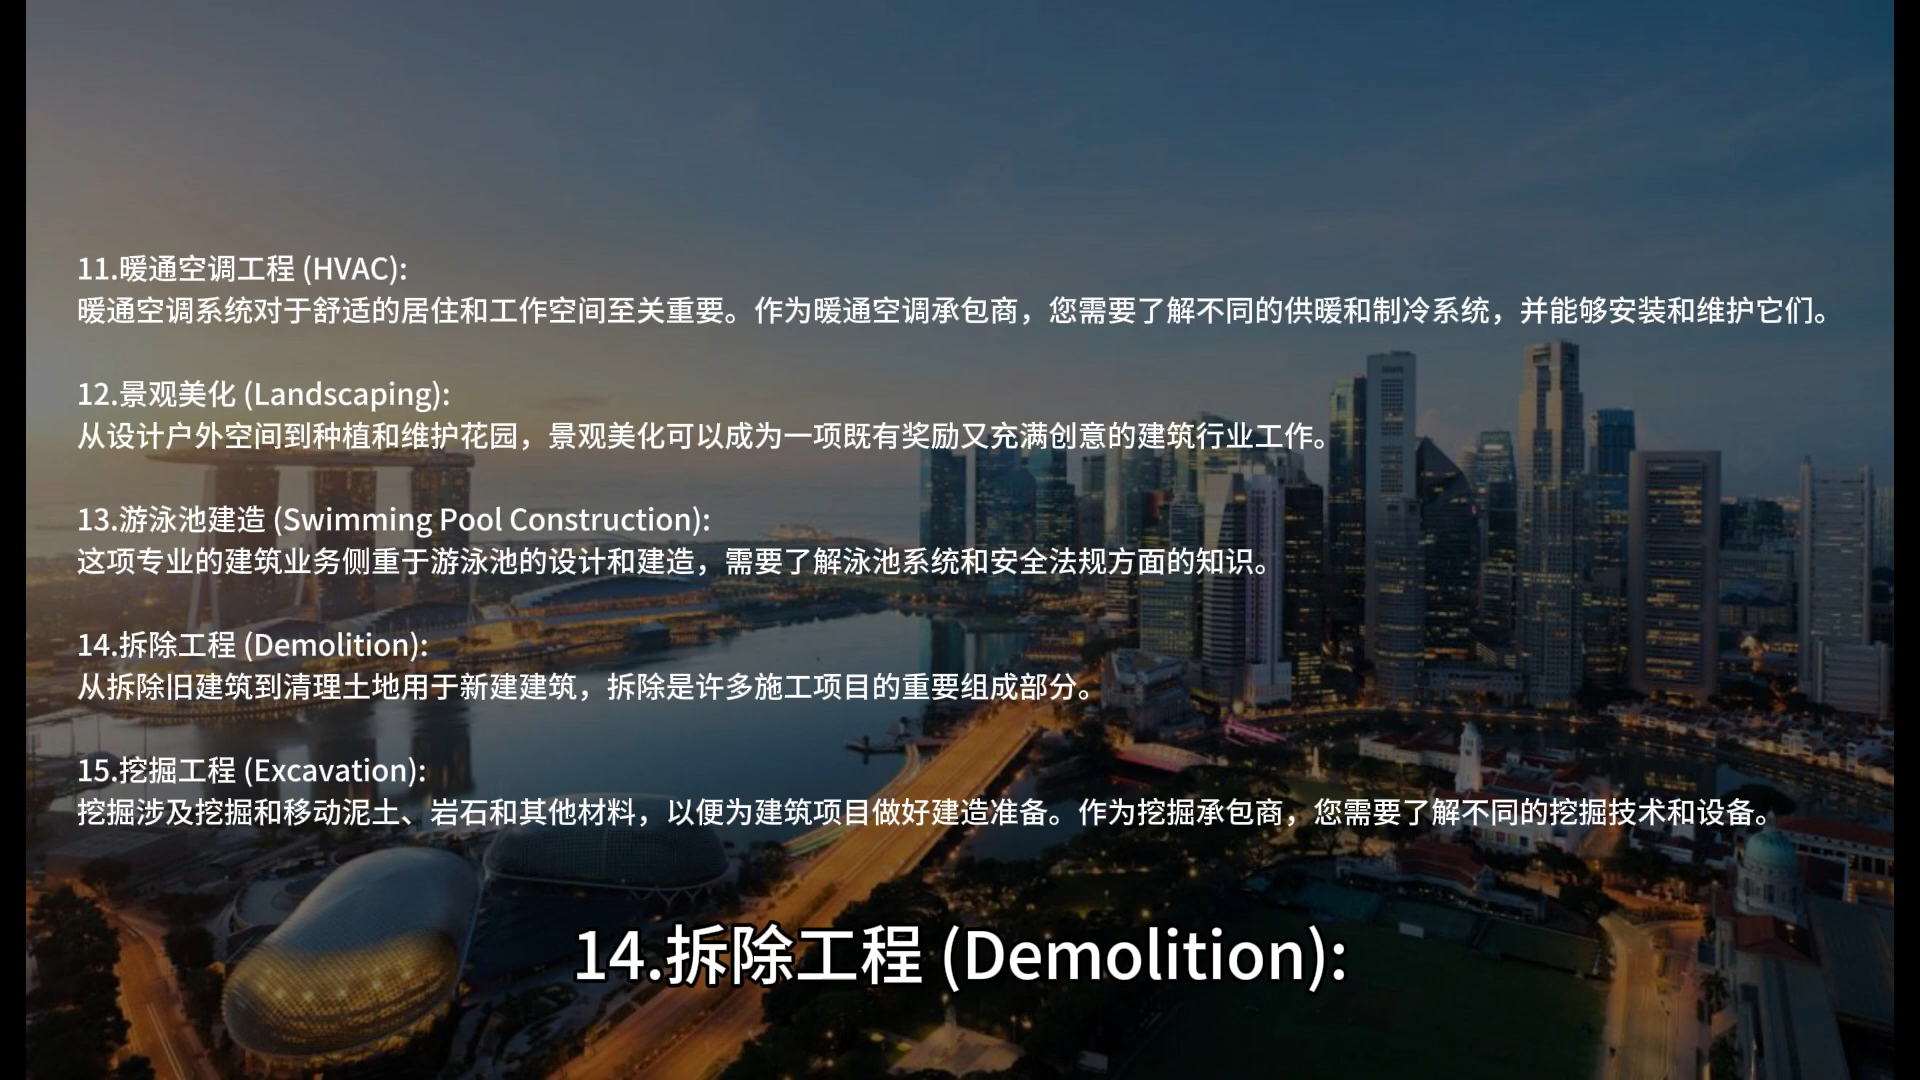 11.暖通空调工程 (HVAC):
暖通空调系统对于舒适的居住和工作空间至关重要。作为暖通空调承包商，您需要了解不同的供暖和制冷系统，并能够安装和维护它们。
12.景观美化 (Landscaping):
从设计户外空间到种植和维护花园，景观美化可以成为一项既有奖励又充满创意的建筑行业工作。
13.游泳池建造 (Swimming Pool Construction):
这项专业的建筑业务侧重于游泳池的设计和建造，需要了解泳池系统和安全法规方面的知识。
14.拆除工程 (Demolition):
从拆除旧建筑到清理土地用于新建建筑，拆除是许多施工项目的重要组成部分。
15.挖掘工程 (Excavation):
挖掘涉及挖掘和移动泥土、岩石和其他材料，以便为建筑项目做好建造准备。作为挖掘承包商，您需要了解不同的挖掘技术和设备。
14.拆除工程 (Demolition):